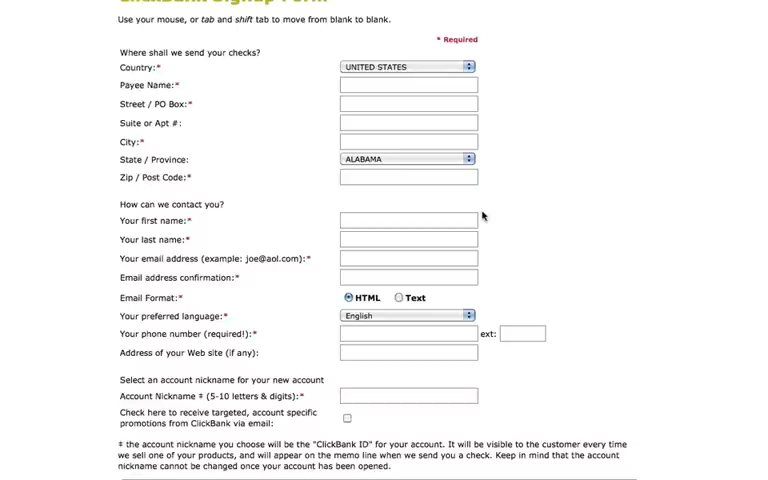 ClickBank Signup Form
Use your mouse, or tab and shift tab to move from blank to blank.
* Required
Where shall we send your checks?
Country:* UNITED STATES
Payee Name:*
Street / PO Box:*
Suite or Apt #:
City:*
State / Province: ALABAMA
Zip / Post Code:*
How can we contact you?
Your first name:*
Your last name:*
Your email address (example: joe@aol.com):*
Email address confirmation:*
Email Format:* HTML Text
Your preferred language:* English
Your phone number (required!):* ext:
Address of your Web site (if any):
Select an account nickname for your new account
Account Nickname ‡ (5-10 letters & digits):*
Check here to receive targeted, account specific
promotions from ClickBank via email:
‡ the account nickname you choose will be the "ClickBank ID" for your account. It will be visible to the customer every time
we sell one of your products, and will appear on the memo line when we send you a check. Keep in mind that the account
nickname cannot be changed once your account has been opened.